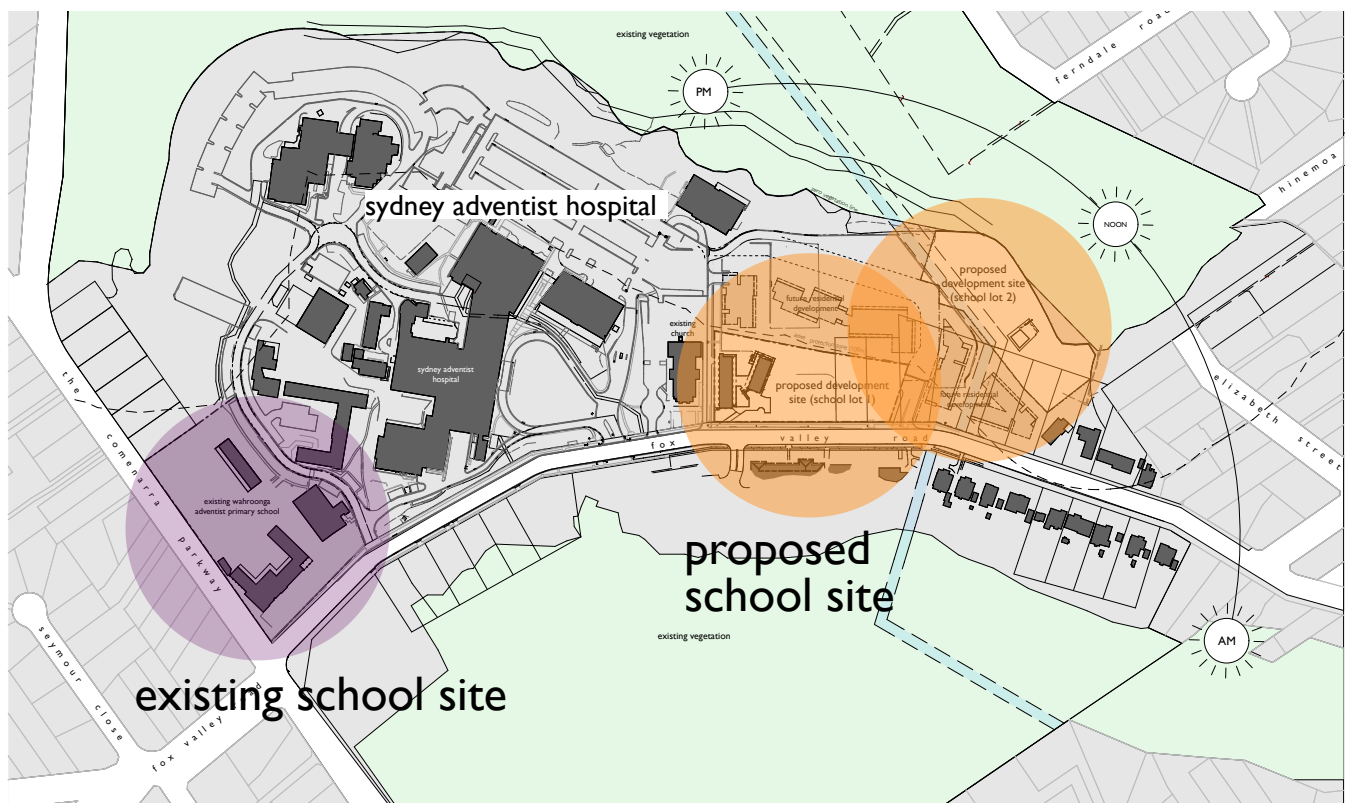 existing vegetation
ferndale road
PM
hinemoa
sydney adventist hospital
NOON
proposed
development site
(school lot 2)
future residential
development
existing
church
sydney adventist
hospital
proposed development
site (school lot 1)
future residential
development
elizabeth street
fox valley road
the comenarra parkway
existing wahroonga
adventist primary school
proposed
school site
existing vegetation
AM
seymour close
existing school site
fox valley rd